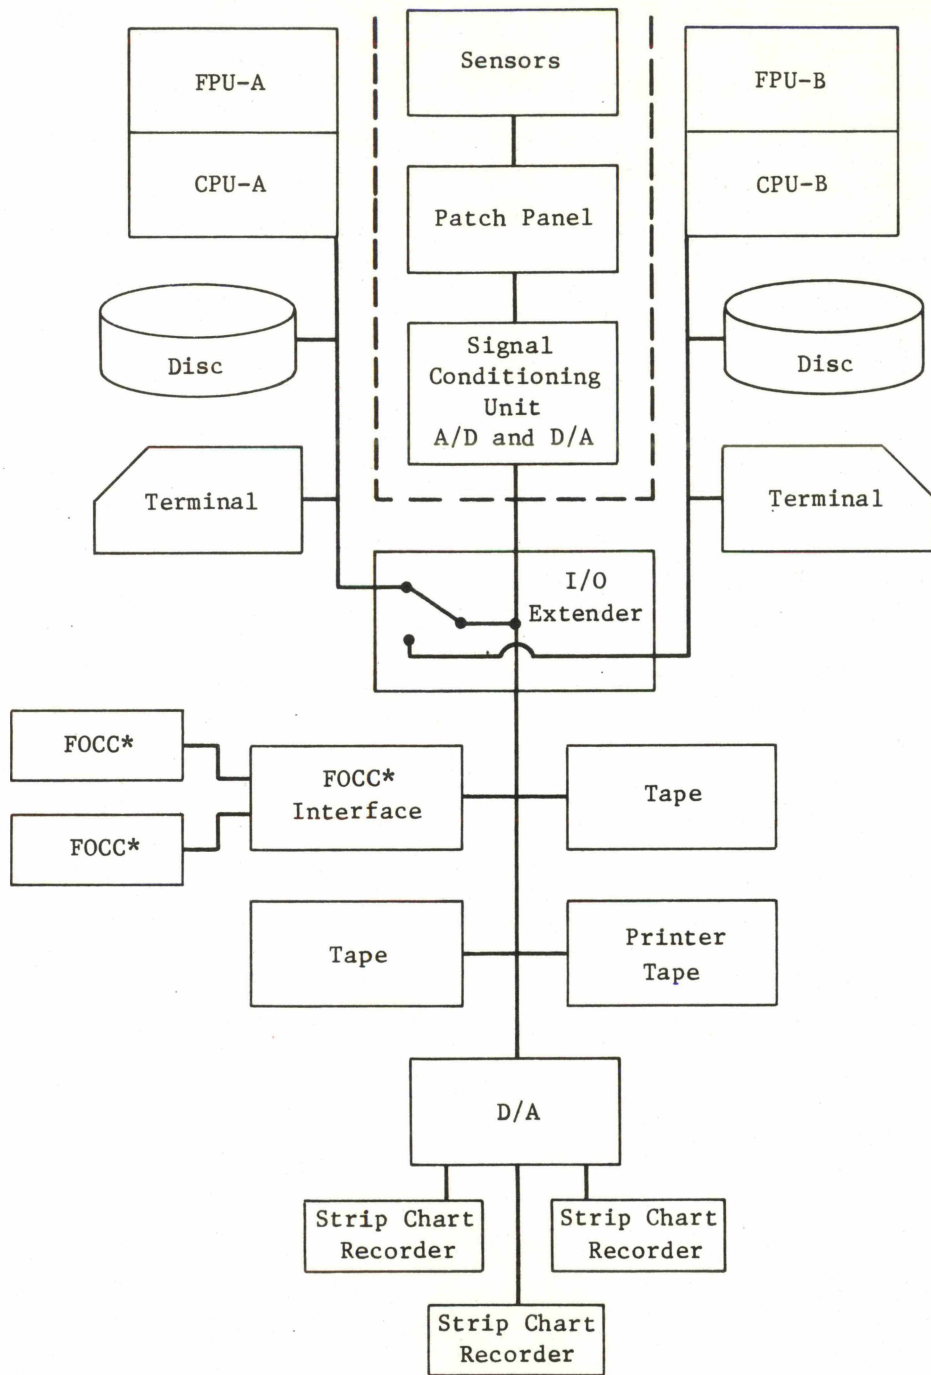 FPU-A
CPU-A
Disc
Terminal
Sensors
Patch Panel
Signal
Conditioning
Unit
A/D and D/A
FPU-B
CPU-B
Disc
Terminal
I/O
Extender
FOCC*
FOCC*
FOCC*
Interface
Tape
Tape
Printer
Tape
D/A
Strip Chart
Recorder
Strip Chart
Recorder
Strip Chart
Recorder